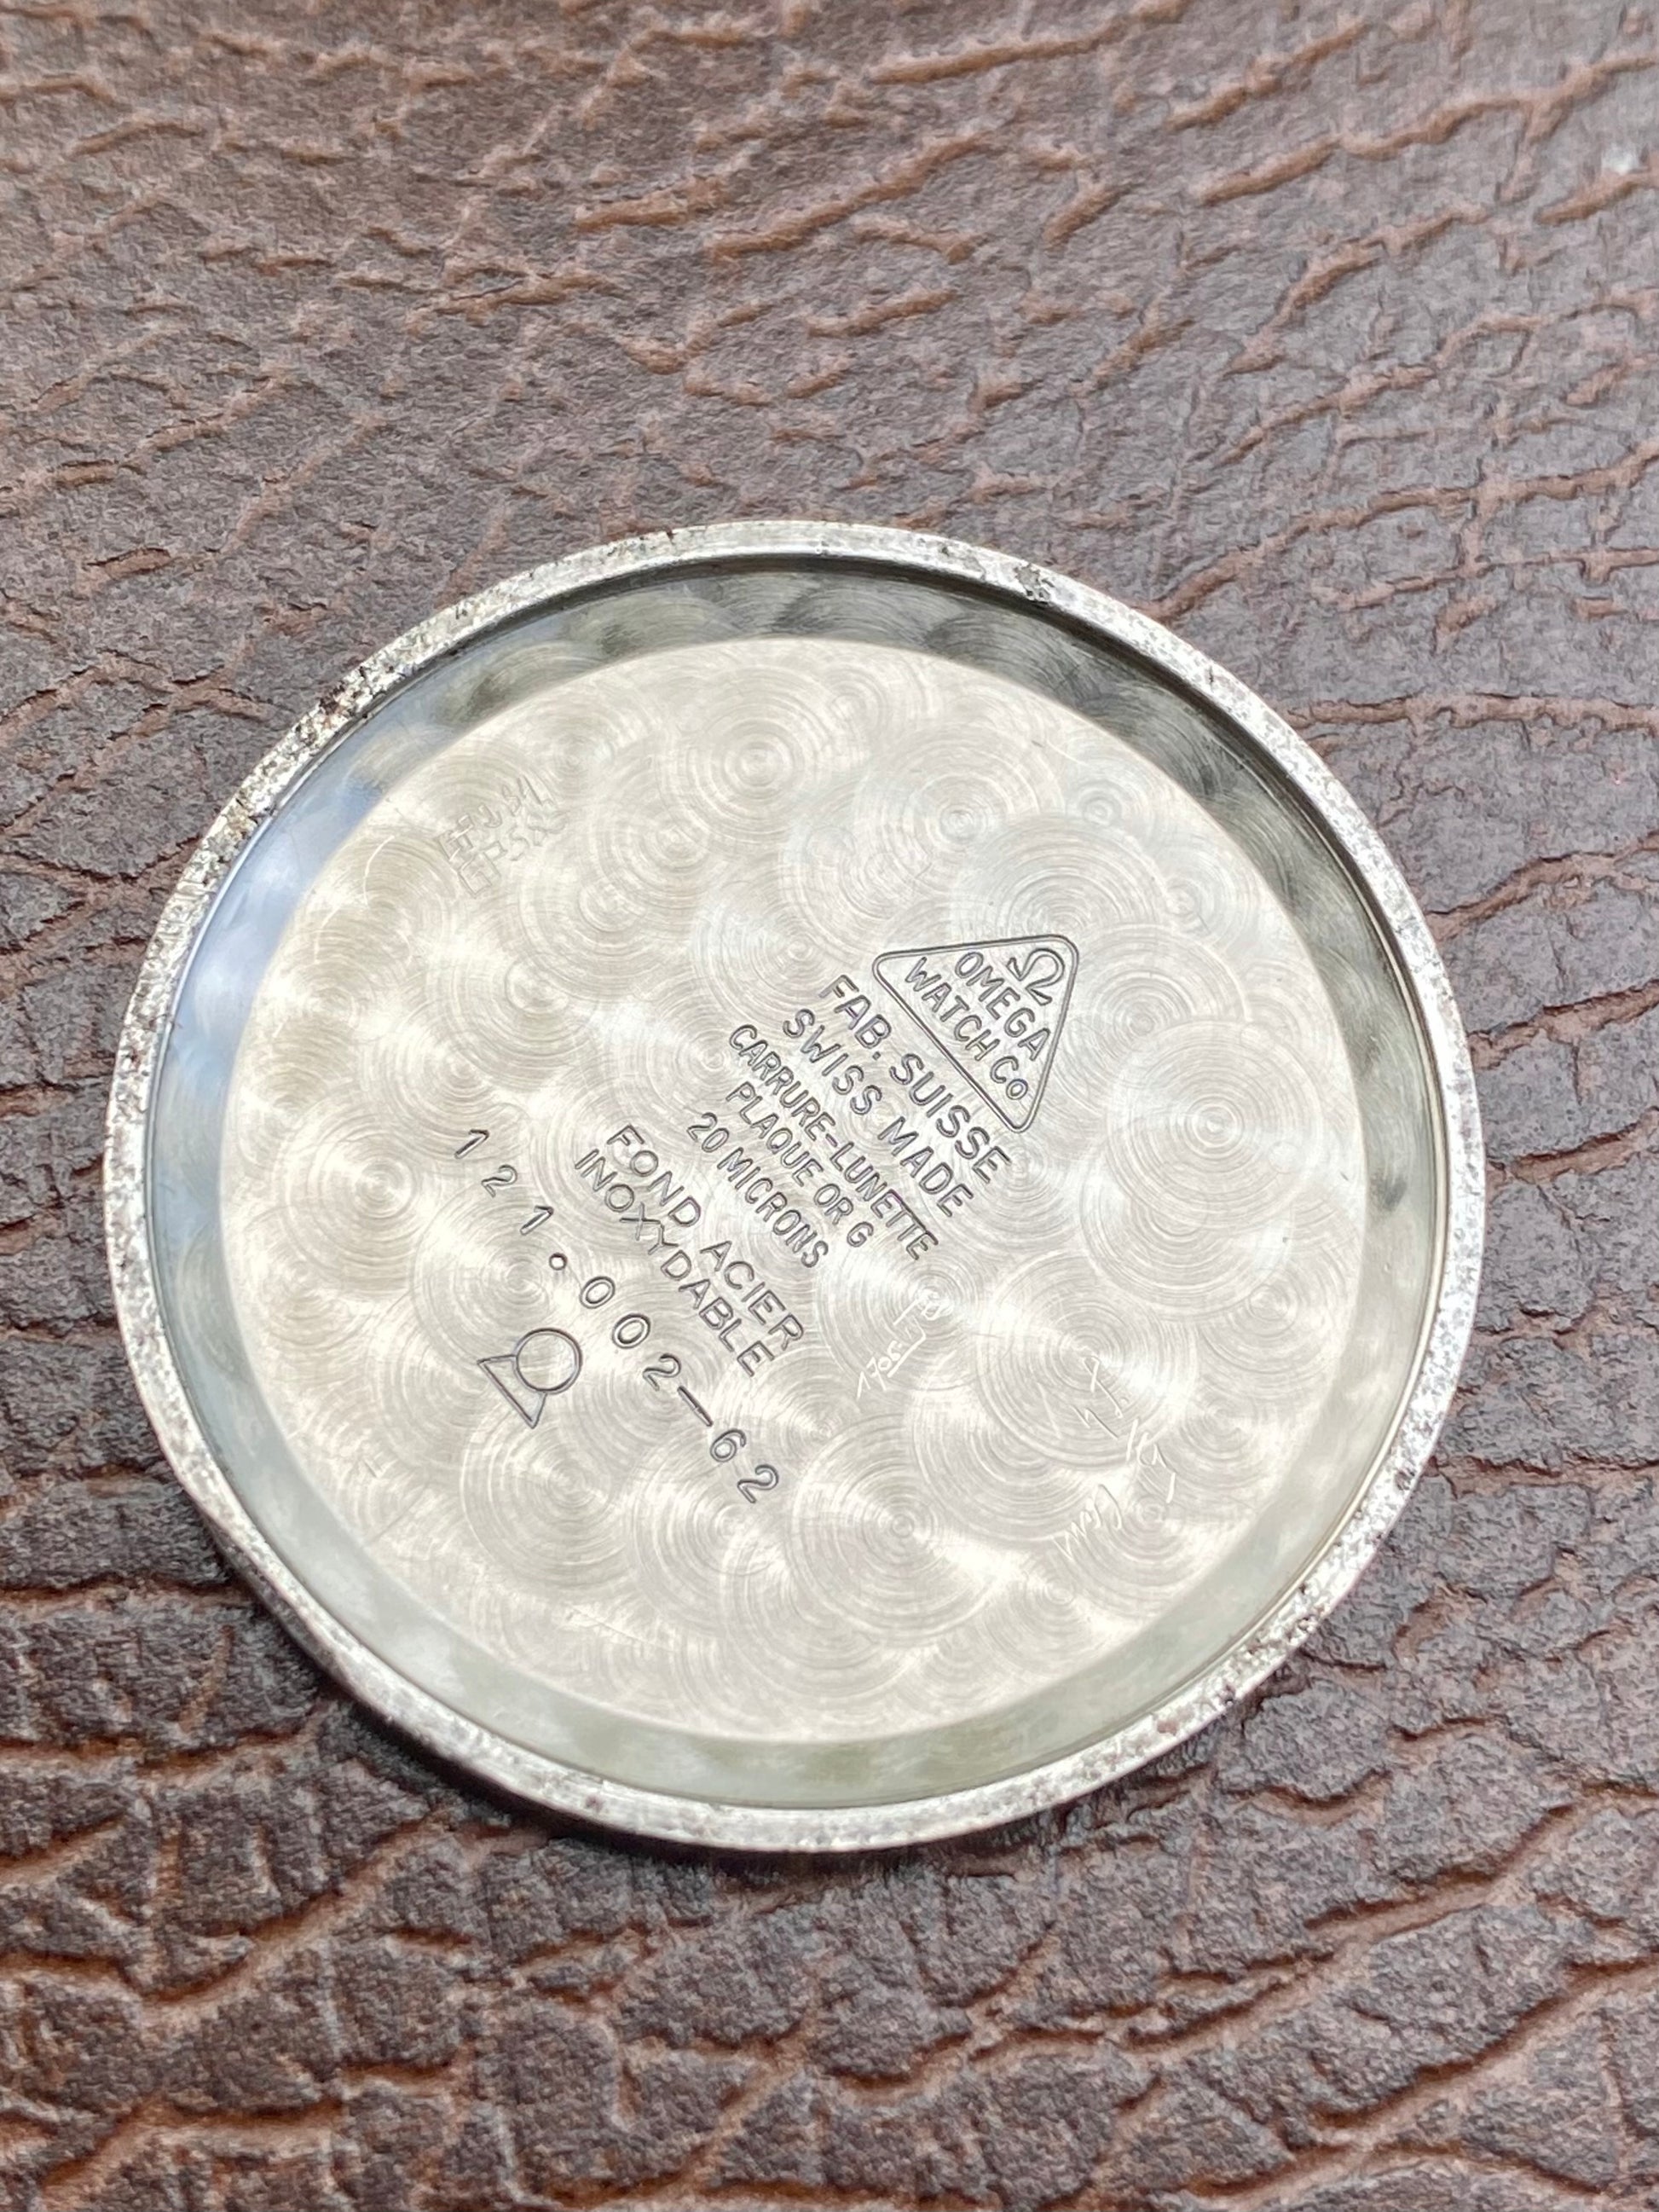 Ω
OMEGA
WATCH Co
FAB. SUISSE
SWISS MADE
CARRURE-LUNETTE
PLAQUE OR G
20 MICRONS
FOND ACIER
INOXYDABLE
121.002-62